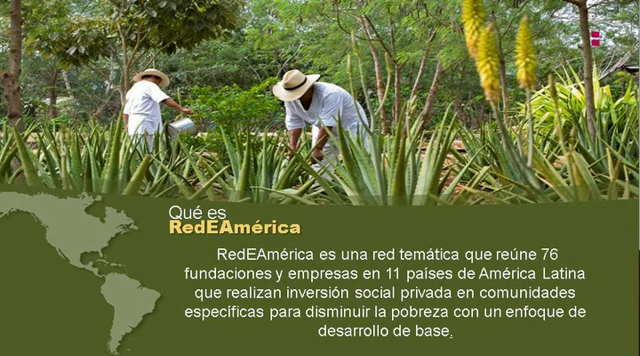 Qué es
RedEAmérica
RedEAmérica es una red temática que reúne 76
fundaciones y empresas en 11 países de América Latina
que realizan inversión social privada en comunidades
específicas para disminuir la pobreza con un enfoque de
desarrollo de base.